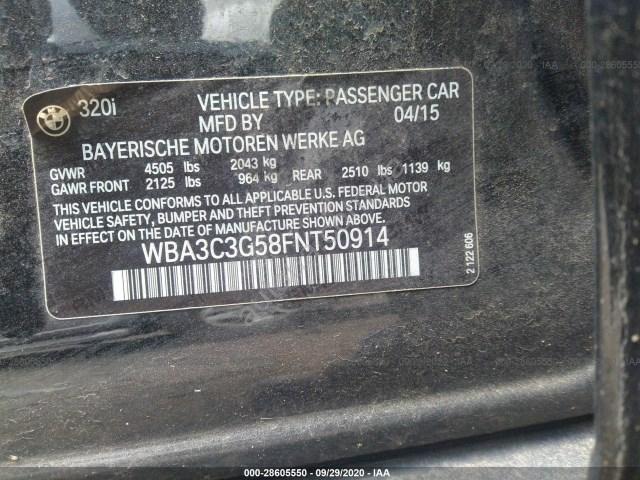 320i VEHICLE TYPE: PASSENGER CAR
MFD BY 04/15
BAYERISCHE MOTOREN WERKE AG
GVWR 4505 lbs 2043 kg
GAWR FRONT 2125 lbs 964 kg REAR 2510 lbs 1139 kg
THIS VEHICLE CONFORMS TO ALL APPLICABLE U.S. FEDERAL MOTOR
VEHICLE SAFETY, BUMPER AND THEFT PREVENTION STANDARDS
IN EFFECT ON THE DATE OF MANUFACTURE SHOWN ABOVE.
WBA3C3G58FNT50914
2 122 606
000-28605550 - 09/29/2020 - IAA